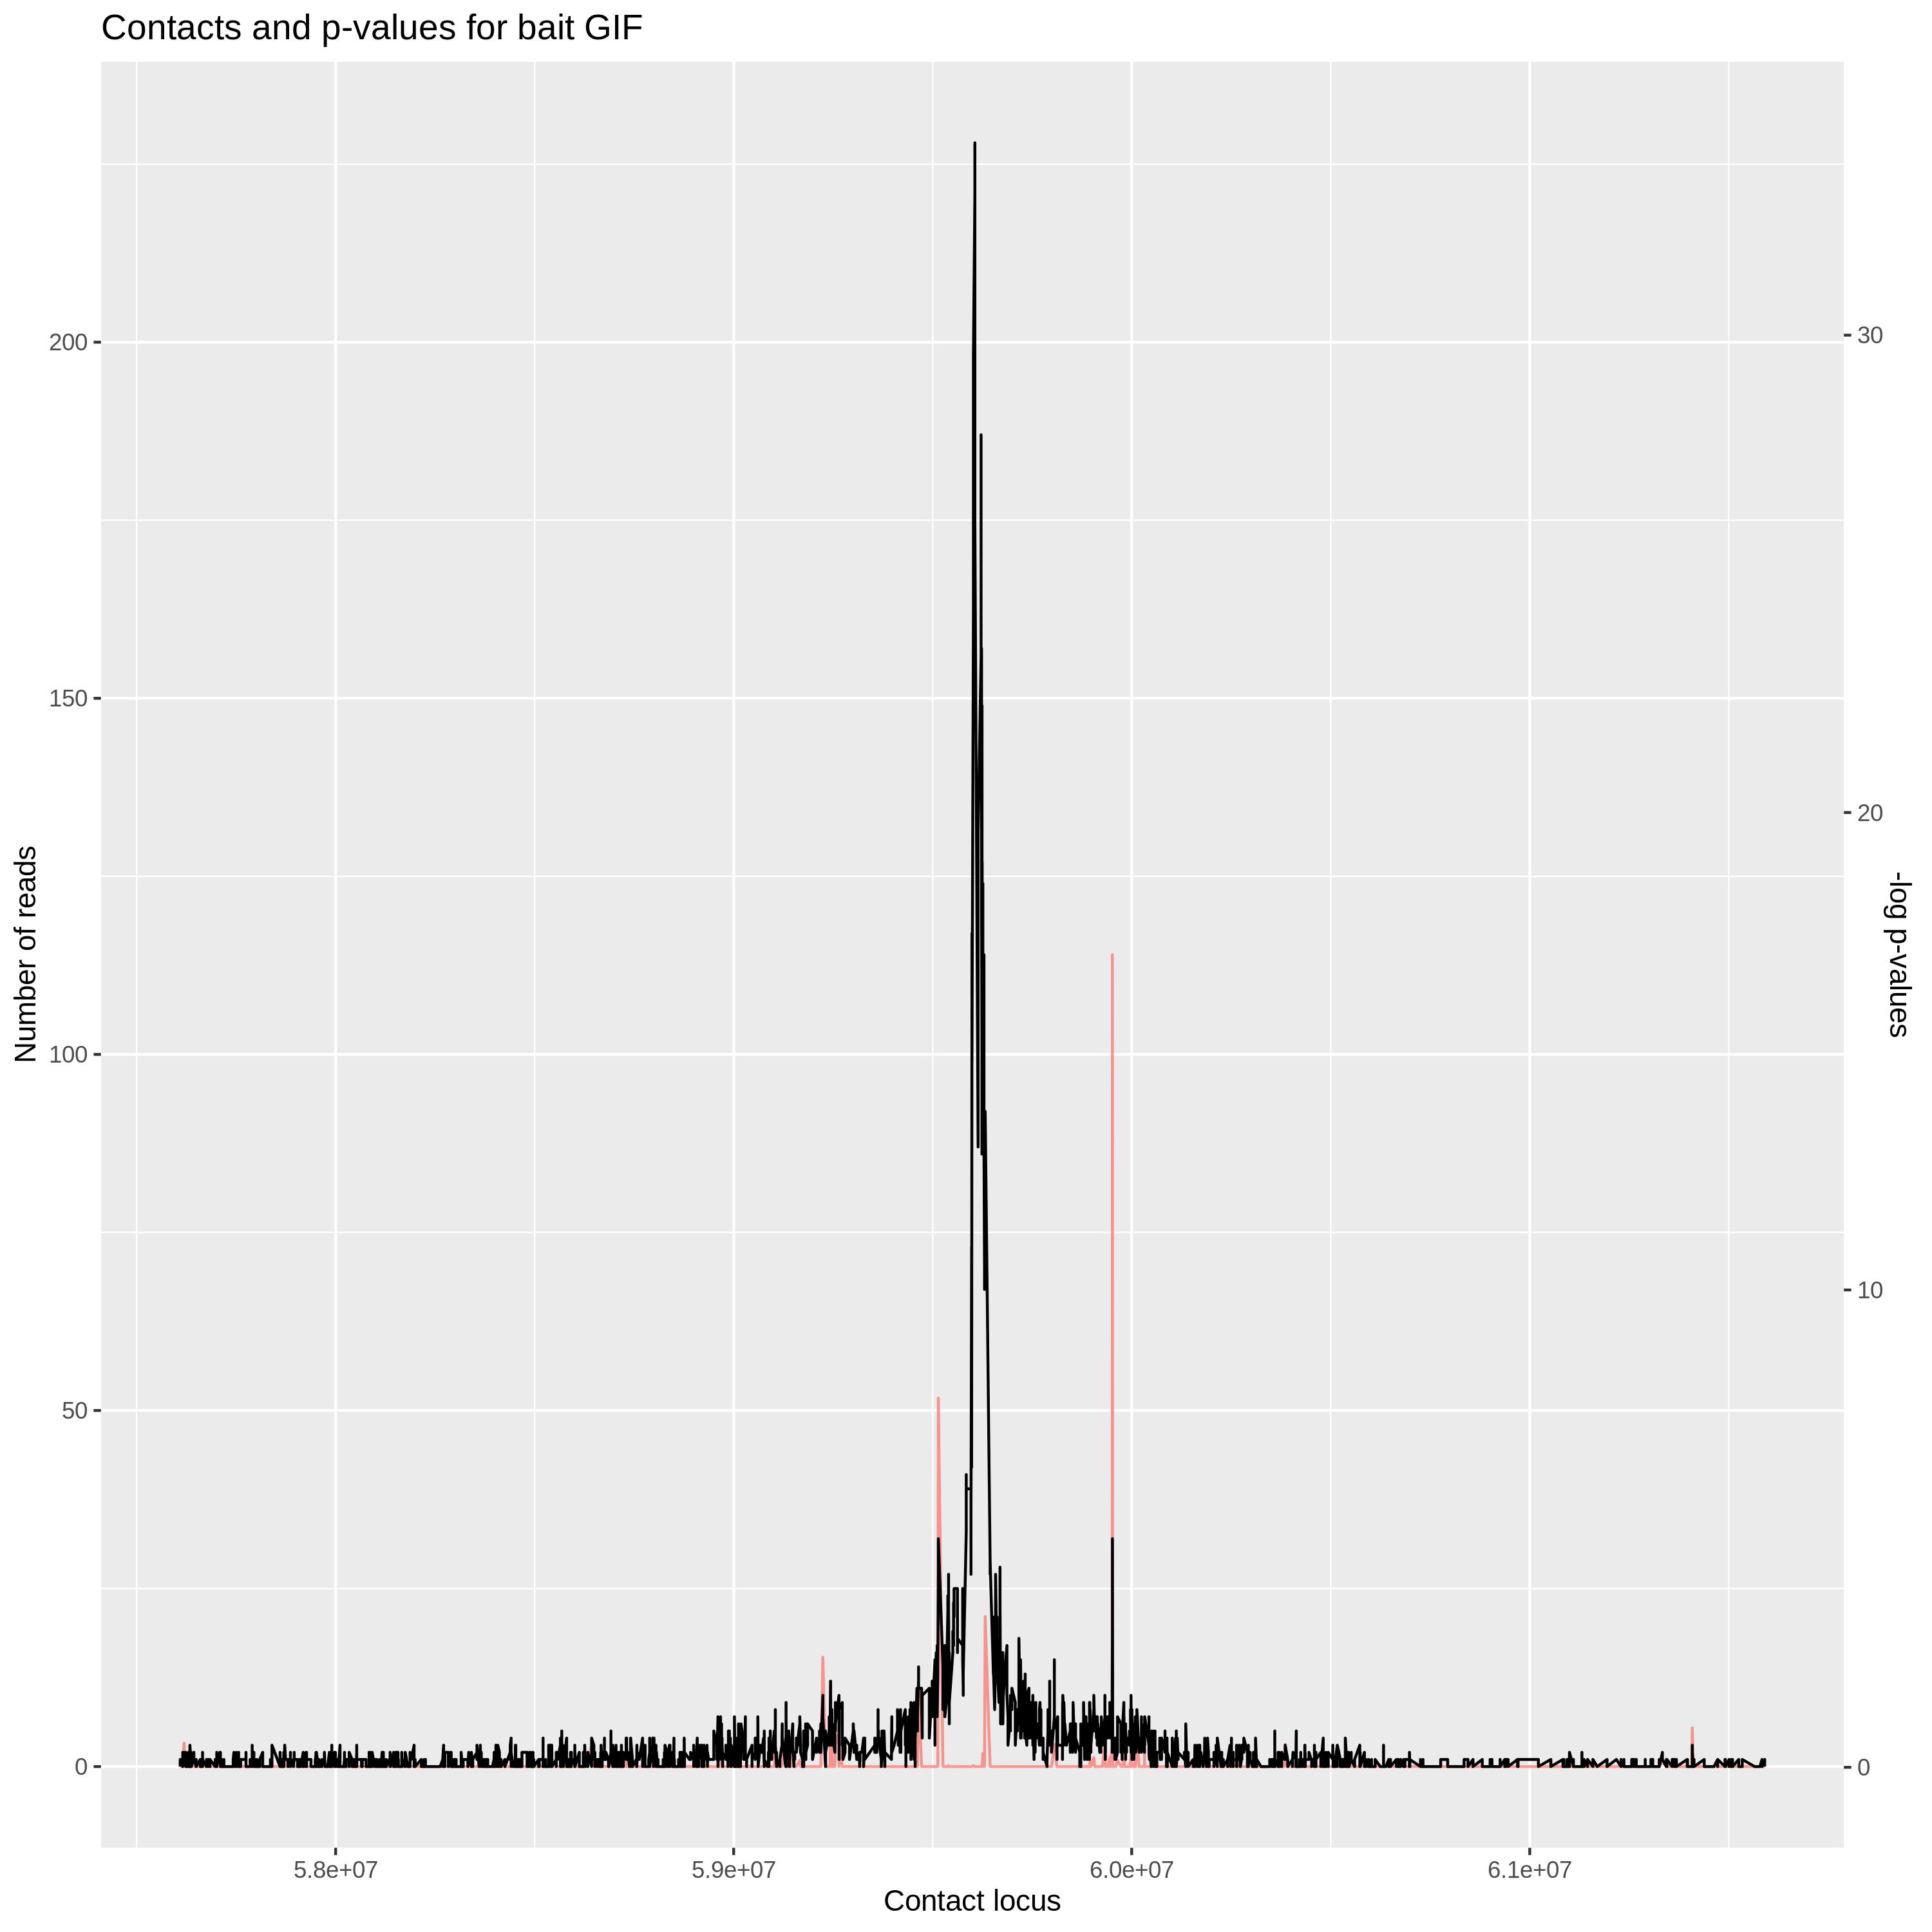 Contacts and p-values for bait GIF
200
150
100
50
0
Number of reads
30
20
10
0
-log p-values
5.8e+07
5.9e+07
6.0e+07
6.1e+07
Contact locus